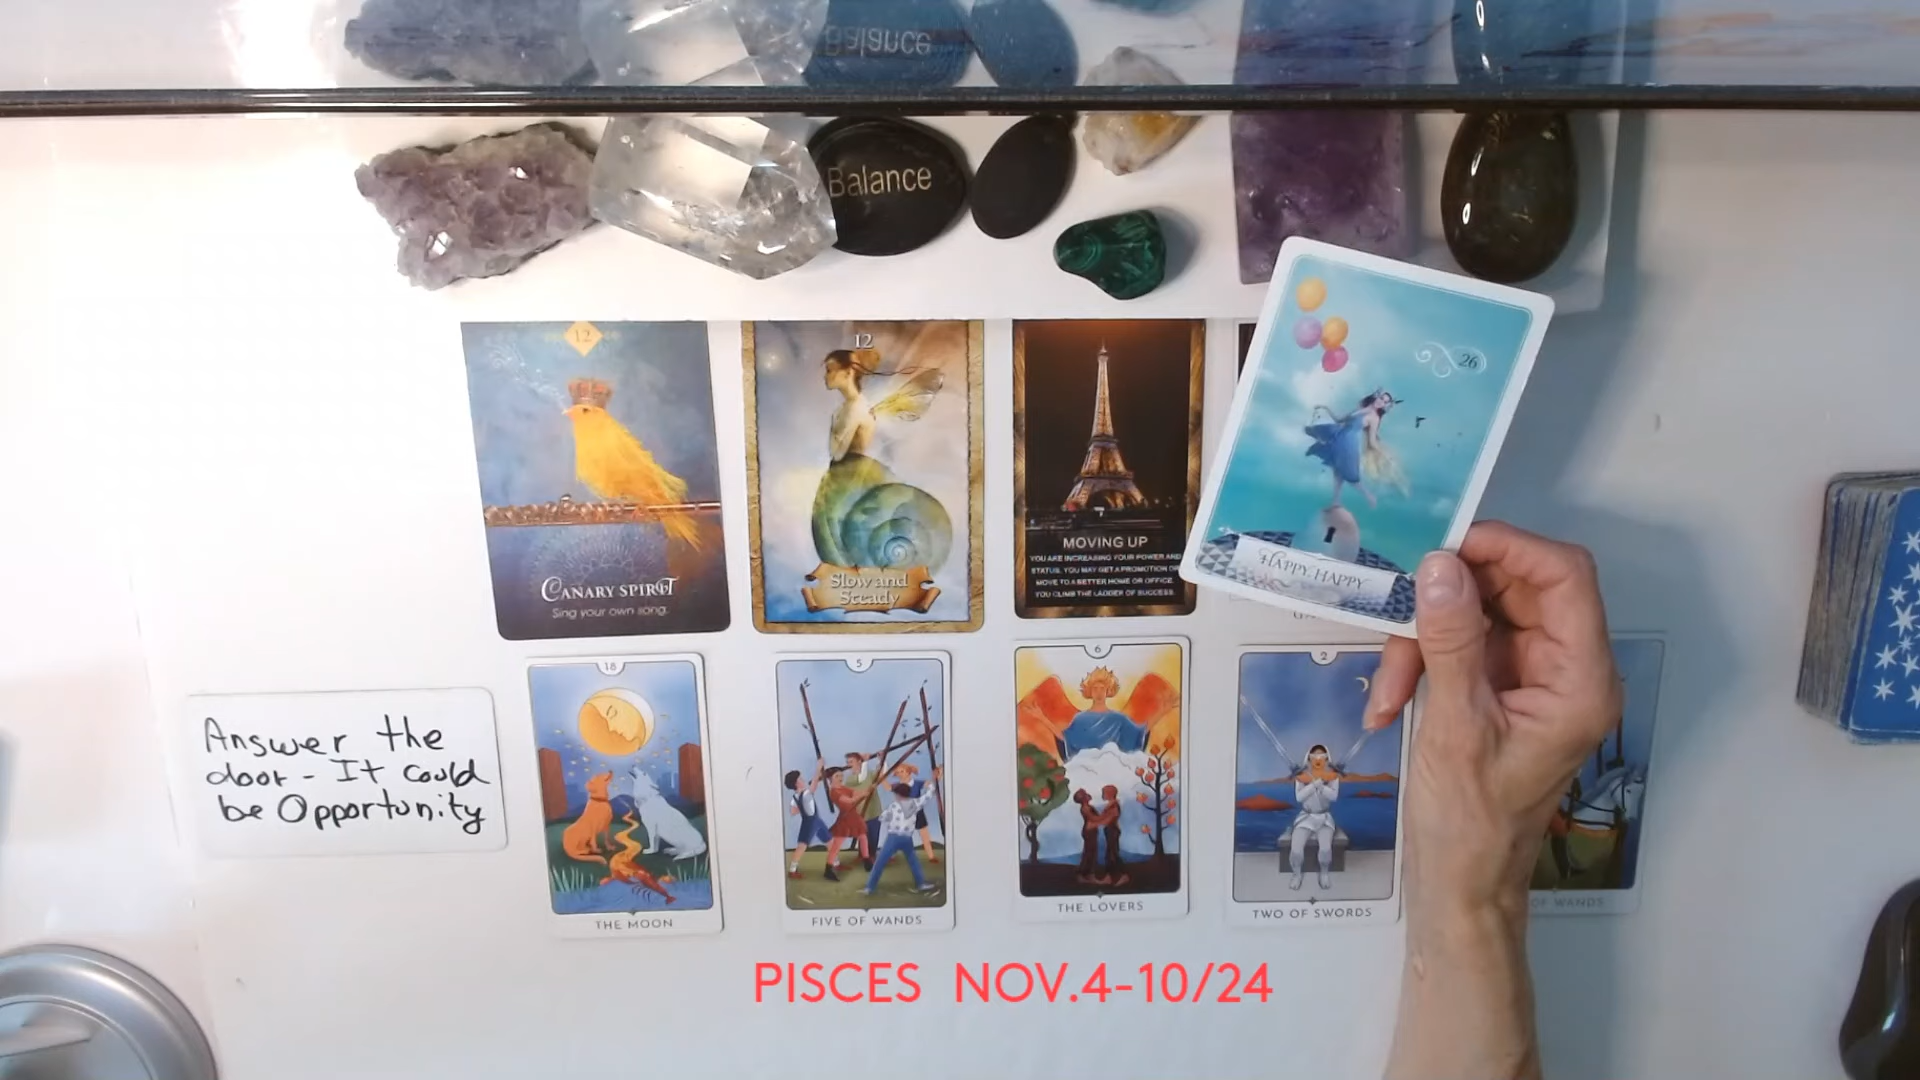 Balance
Balance
12
CANARY SPIRIT
Sing your own song.
12
Slow and
Steady
MOVING UP
YOU ARE INCREASING YOUR POWER AND
STATUS. YOU MAY GET A PROMOTION OR
MOVE TO A BETTER HOME OR OFFICE.
YOU CLIMB THE LADDER OF SUCCESS.
26
HAPPY, HAPPY
Answer the
door - It could
be Opportunity
18
THE MOON
5
FIVE OF WANDS
6
THE LOVERS
2
TWO OF SWORDS
OF WANDS
PISCES NOV.4-10/24